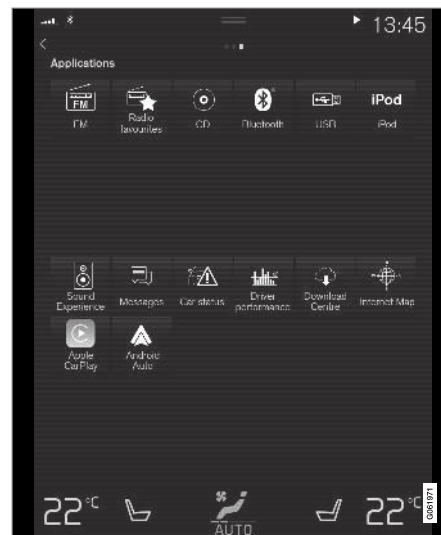 13:45
Applications
FM
FM
Radio
favourites
CD
Bluetooth
USB
iPod
iPod
Sound
Experience
Messages
Car status
Driver
performance
Download
Centre
Internet Map
Apple
CarPlay
Android
Auto
22°C
AUTO
22°C
G061971